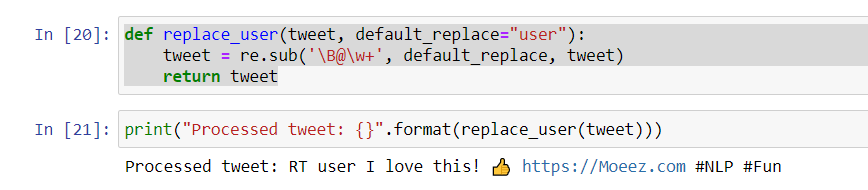 In [20]: def replace_user(tweet, default_replace="user"):
    tweet = re.sub('\B@\w+', default_replace, tweet)
    return tweet
In [21]: print("Processed tweet: {}".format(replace_user(tweet)))
Processed tweet: RT user I love this! 👍 https://Moeez.com #NLP #Fun